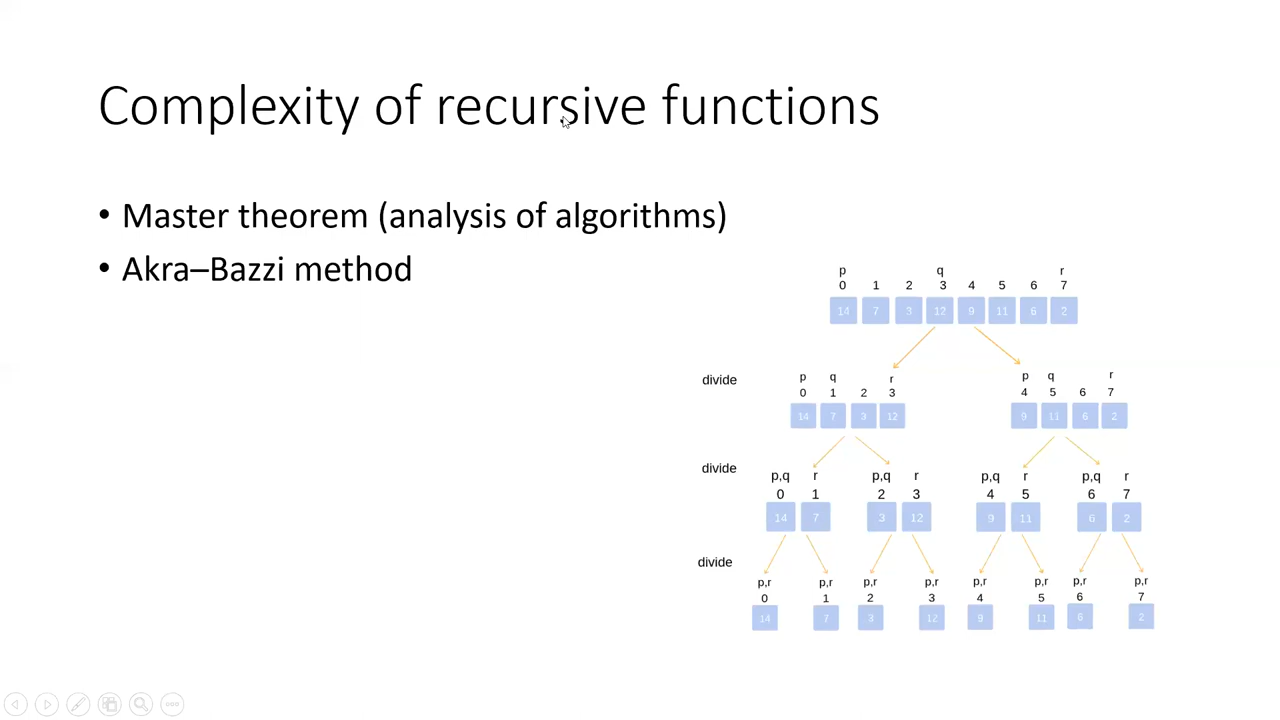 Complexity of recursive functions
• Master theorem (analysis of algorithms)
• Akra–Bazzi method
p q r
0 1 2 3 4 5 6 7
14 7 3 12 9 11 6 2
divide
p q r p q r
0 1 2 3 4 5 6 7
14 7 3 12 9 11 6 2
divide
p,q r p,q r p,q r p,q r
0 1 2 3 4 5 6 7
14 7 3 12 9 11 6 2
divide
p,r p,r p,r p,r p,r p,r p,r p,r
0 1 2 3 4 5 6 7
14 7 3 12 9 11 6 2